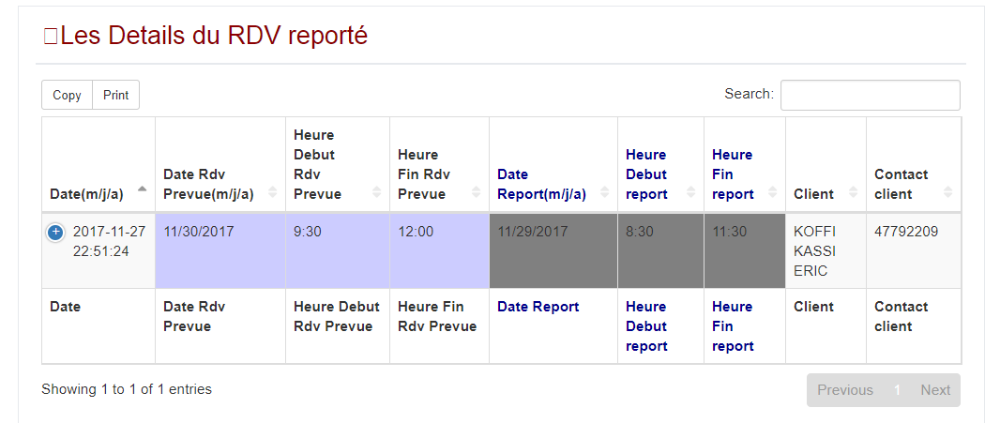 Les Details du RDV reporté
Copy Print
Search:
Date(m/j/a)
Date Rdv
Prevue(m/j/a)
Heure
Debut
Rdv
Prevue
Heure
Fin Rdv
Prevue
Date
Report(m/j/a)
Heure
Debut
report
Heure
Fin
report
Client
Contact
client
2017-11-27
22:51:24
11/30/2017
9:30
12:00
11/29/2017
8:30
11:30
KOFFI
KASSI
ERIC
47792209
Date
Date Rdv
Prevue
Heure Debut
Rdv Prevue
Heure Fin
Rdv Prevue
Date Report
Heure
Debut
report
Heure
Fin
report
Client
Contact
client
Showing 1 to 1 of 1 entries
Previous 1 Next